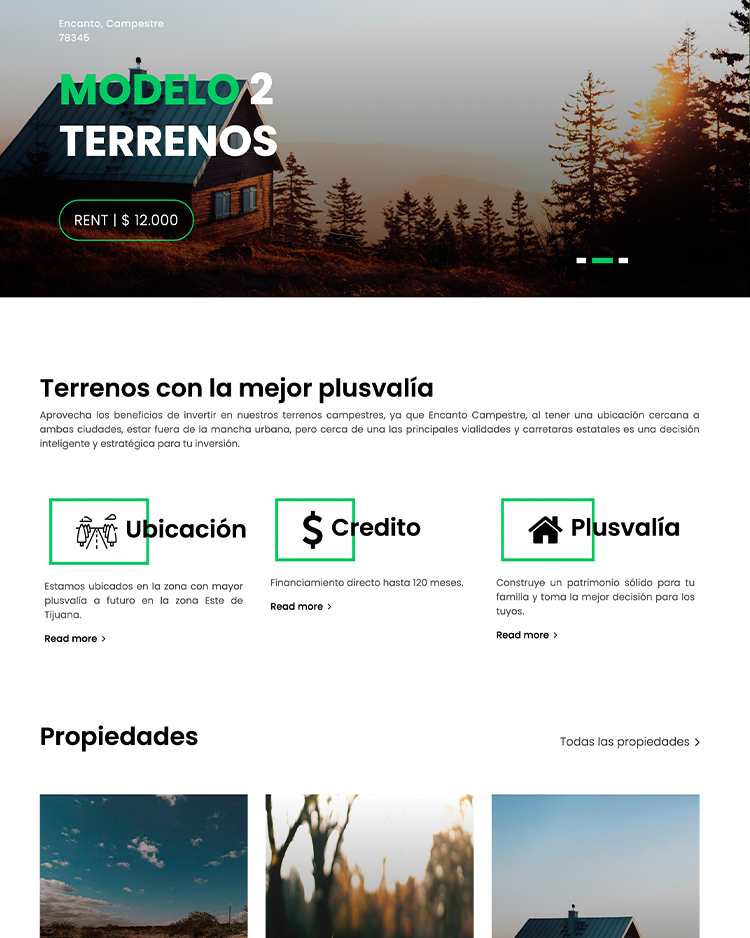 Encanto, Campestre
78345
MODELO 2
TERRENOS
RENT | $ 12.000
Terrenos con la mejor plusvalía
Aprovecha los beneficios de invertir en nuestros terrenos campestres, ya que Encanto Campestre, al tener una ubicación cercana a
ambas ciudades, estar fuera de la mancha urbana, pero cerca de una las principales vialidades y carretaras estatales es una decisión
inteligente y estratégica para tu inversión.
Ubicación
Estamos ubicados en la zona con mayor
plusvalía a futuro en la zona Este de
Tijuana.
Read more >
$ Credito
Financiamiento directo hasta 120 meses.
Read more >
Plusvalía
Construye un patrimonio sólido para tu
familia y toma la mejor decisión para los
tuyos.
Read more >
Propiedades
Todas las propiedades >